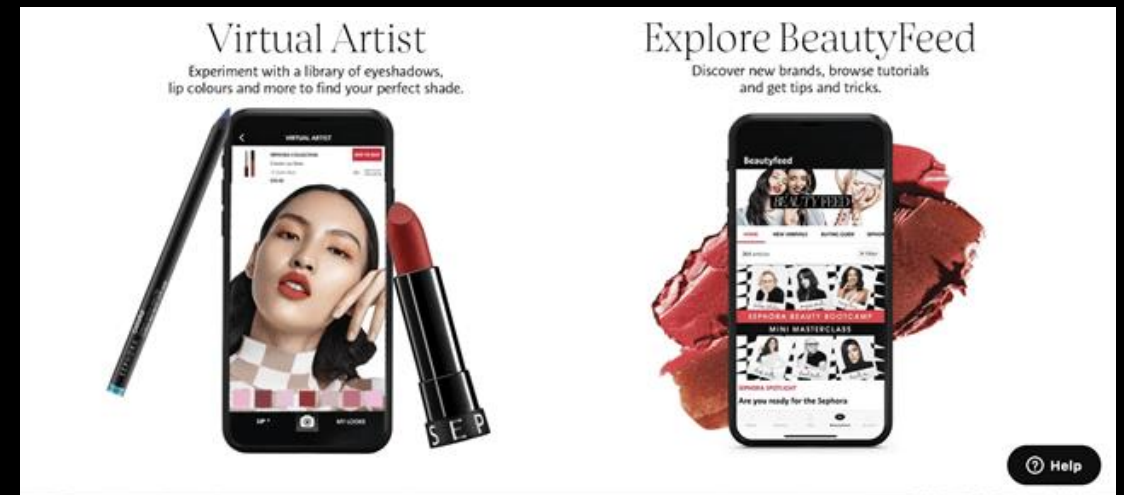 Virtual Artist
Experiment with a library of eyeshadows,
lip colours and more to find your perfect shade.
VIRTUAL ARTIST
LIP
MY LOOKS
SEP
Explore BeautyFeed
Discover new brands, browse tutorials
and get tips and tricks.
Beautyfeed
BEAUTY FEED
HOME NEW ARRIVALS BUYING GUIDE
Filter
SEPHORA BEAUTY BOOTCAMP
MINI MASTERCLASS
SEPHORA SPOTLIGHT
Are you ready for the Sephora
Help